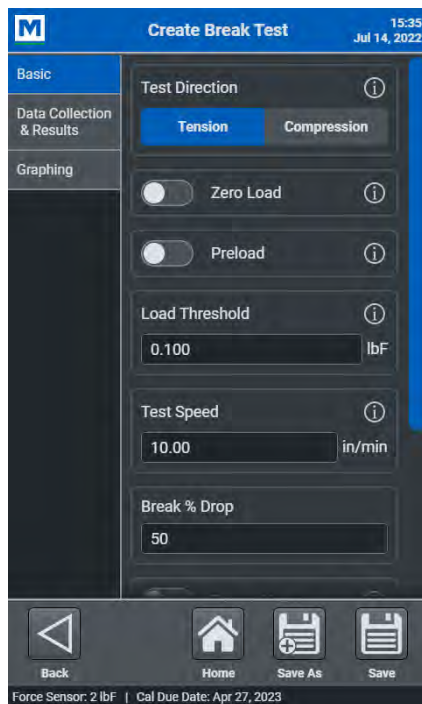 M
Create Break Test
15:35
Jul 14, 2022
Basic
Data Collection
& Results
Graphing
Test Direction
Tension
Compression
Zero Load
Preload
Load Threshold
0.100
lbF
Test Speed
10.00
in/min
Break % Drop
50
Back
Home
Save As
Save
Force Sensor: 2 lbF | Cal Due Date: Apr 27, 2023